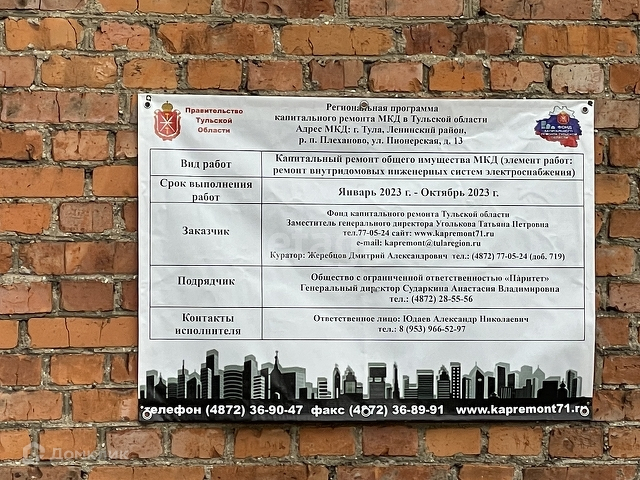 Правительство
Тульской
Области
Региональная программа
капитального ремонта МКД в Тульской области
Адрес МКД: г. Тула, Ленинский район,
р. п. Плеханово, ул. Пионерская, д. 13
Вид работ
Капитальный ремонт общего имущества МКД (элемент работ:
ремонт внутридомовых инженерных систем электроснабжения)
Срок выполнения
работ
Январь 2023 г. - Октябрь 2023 г.
Заказчик
Фонд капитального ремонта Тульской области
Заместитель генерального директора Уголькова Татьяна Петровна
тел.77-05-24 сайт: www.kapremont71.ru
e-mail: kapremont@tularegion.ru
Куратор: Жеребцов Дмитрий Александрович тел.: (4872) 77-05-24 (доб. 719)
Подрядчик
Общество с ограниченной ответственностью «Паритет»
Генеральный директор Сударкина Анастасия Владимировна
тел.: (4872) 28-55-56
Контакты
исполнителя
Ответственное лицо: Юдаев Александр Николаевич
тел.: 8 (953) 966-52-97
телефон (4872) 36-90-47 факс (4872) 36-89-91 www.kapremont71.ru
Домклик